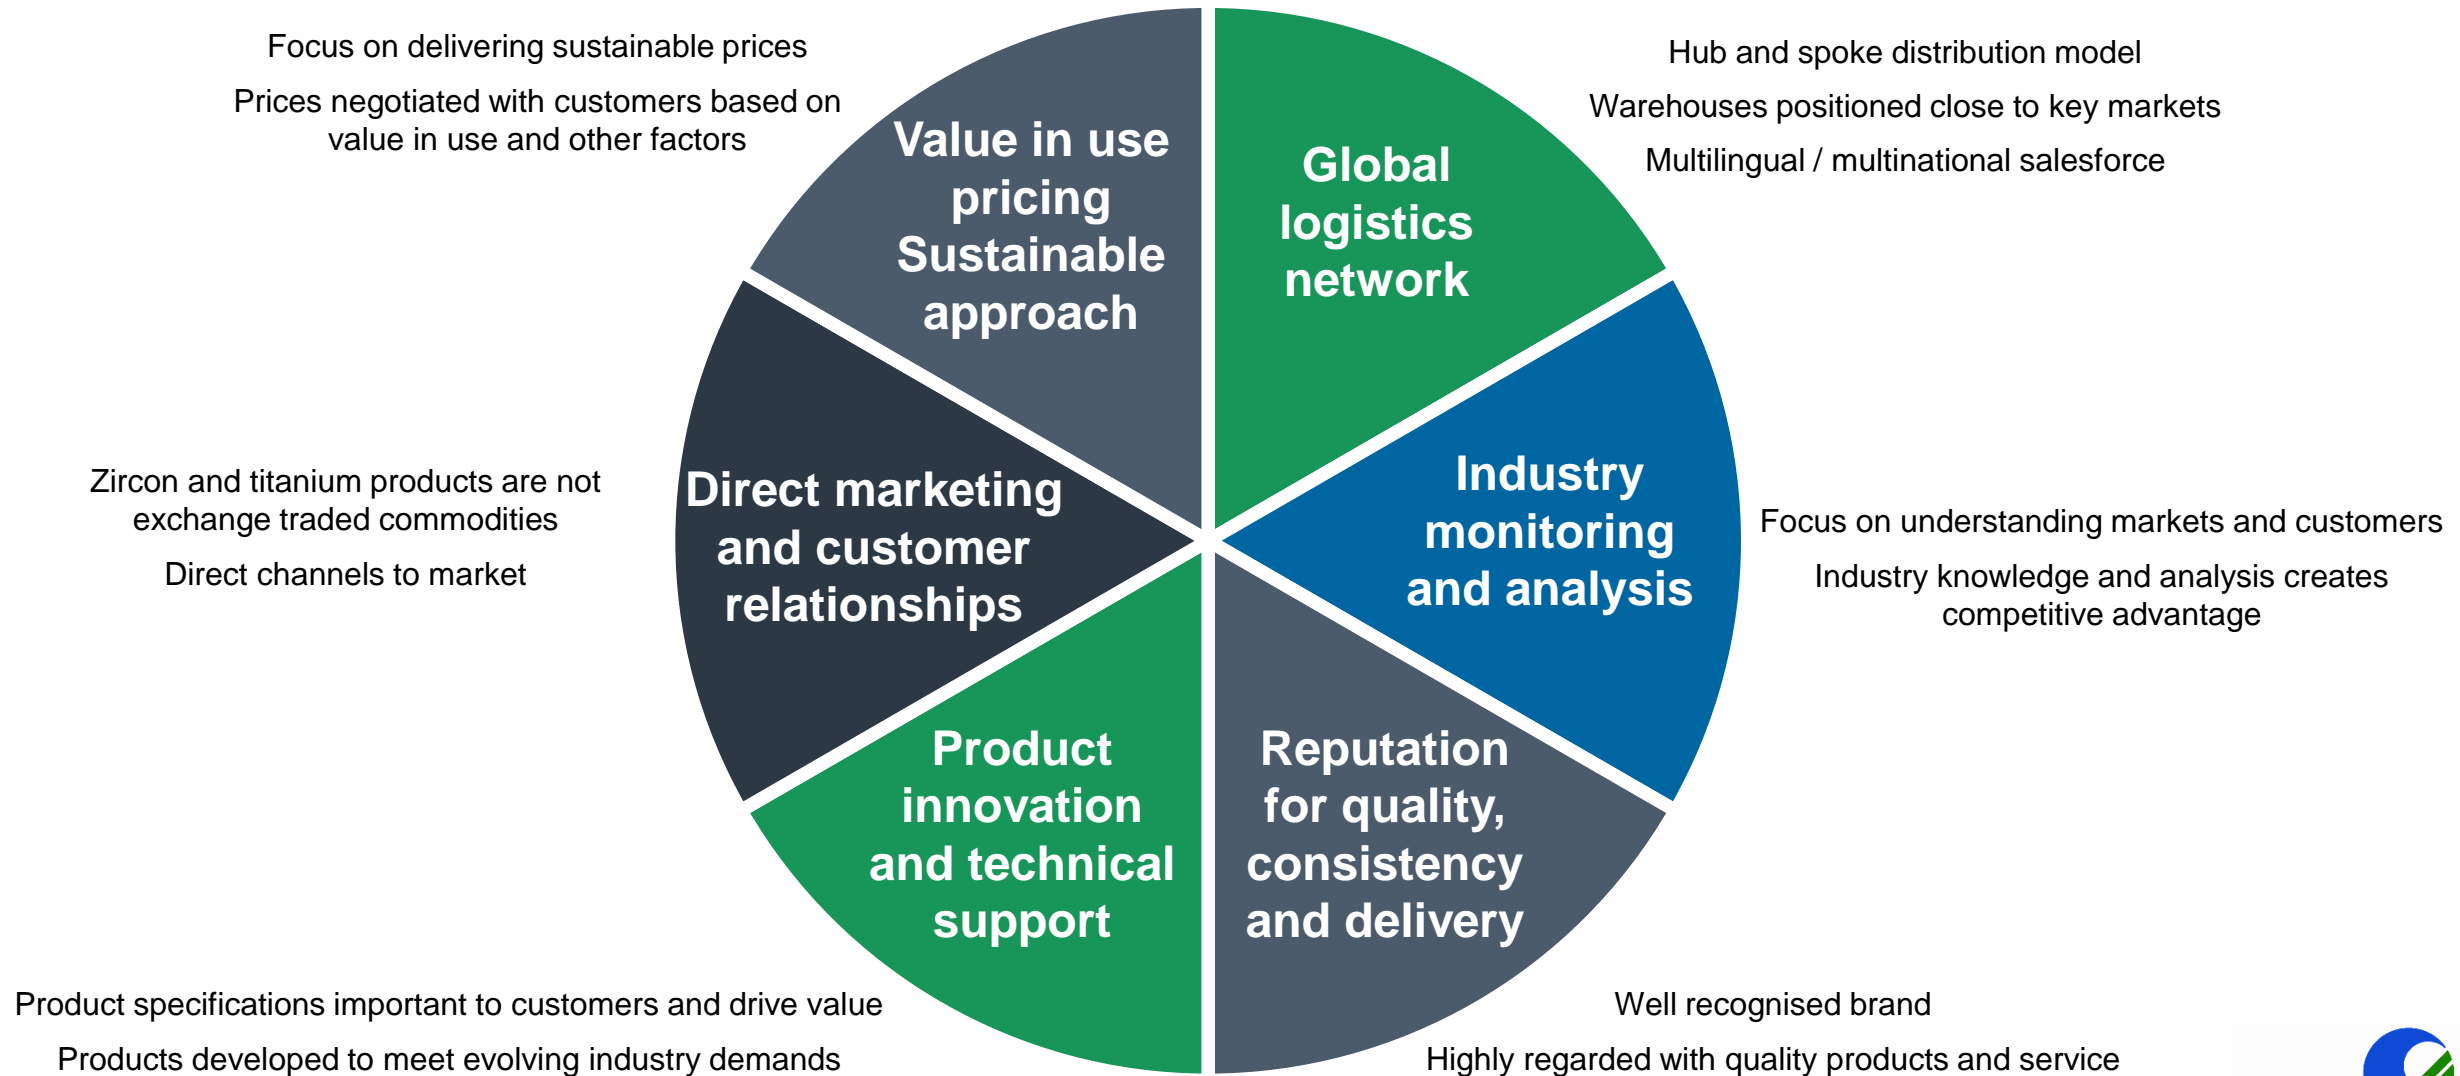 Focus on delivering sustainable prices
Prices negotiated with customers based on
value in use and other factors
Value in use
pricing
Sustainable
approach
Global
logistics
network
Hub and spoke distribution model
Warehouses positioned close to key markets
Multilingual / multinational salesforce
Zircon and titanium products are not
exchange traded commodities
Direct channels to market
Direct marketing
and customer
relationships
Industry
monitoring
and analysis
Focus on understanding markets and customers
Industry knowledge and analysis creates
competitive advantage
Product
innovation
and technical
support
Reputation
for quality,
consistency
and delivery
Product specifications important to customers and drive value
Products developed to meet evolving industry demands
Well recognised brand
Highly regarded with quality products and service